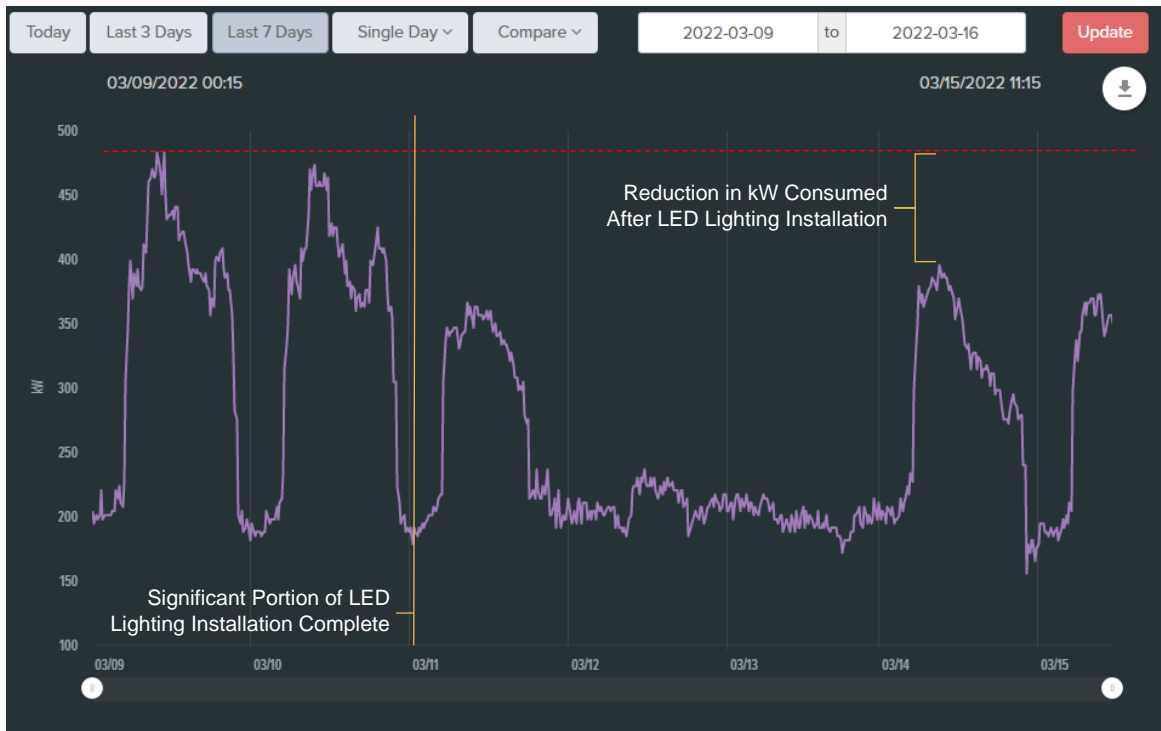 Today Last 3 Days Last 7 Days Single Day Compare 2022-03-09 to 2022-03-16 Update
03/09/2022 00:15 03/15/2022 11:15
500
450
400
350
300
250
200
150
100
kW
Reduction in kW Consumed
After LED Lighting Installation
Significant Portion of LED
Lighting Installation Complete
03/09 03/10 03/11 03/12 03/13 03/14 03/15